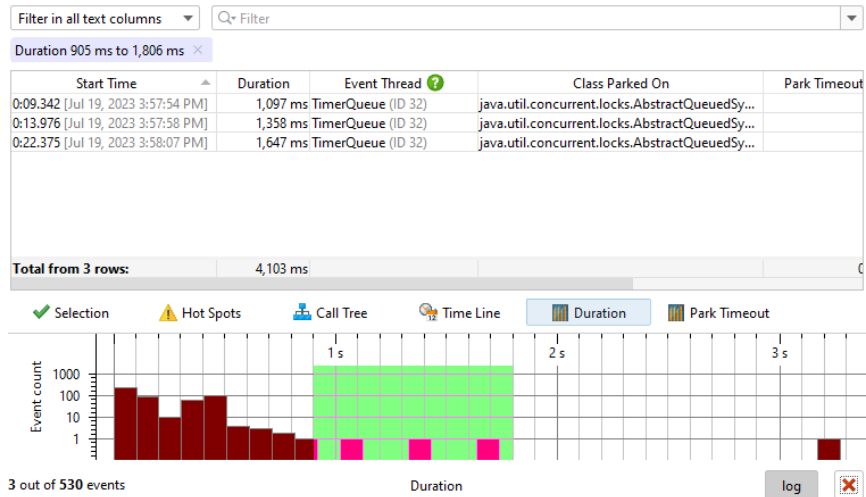 Filter in all text columns Filter
Duration 905 ms to 1,806 ms
Start Time Duration Event Thread Class Parked On Park Timeout
0:09.342 [Jul 19, 2023 3:57:54 PM] 1,097 ms TimerQueue (ID 32) java.util.concurrent.locks.AbstractQueuedSy...
0:13.976 [Jul 19, 2023 3:57:58 PM] 1,358 ms TimerQueue (ID 32) java.util.concurrent.locks.AbstractQueuedSy...
0:22.375 [Jul 19, 2023 3:58:07 PM] 1,647 ms TimerQueue (ID 32) java.util.concurrent.locks.AbstractQueuedSy...
Total from 3 rows: 4,103 ms 0
Selection Hot Spots Call Tree Time Line Duration Park Timeout
1 s 2 s 3 s
Event count
1000
100
10
1
3 out of 530 events Duration log